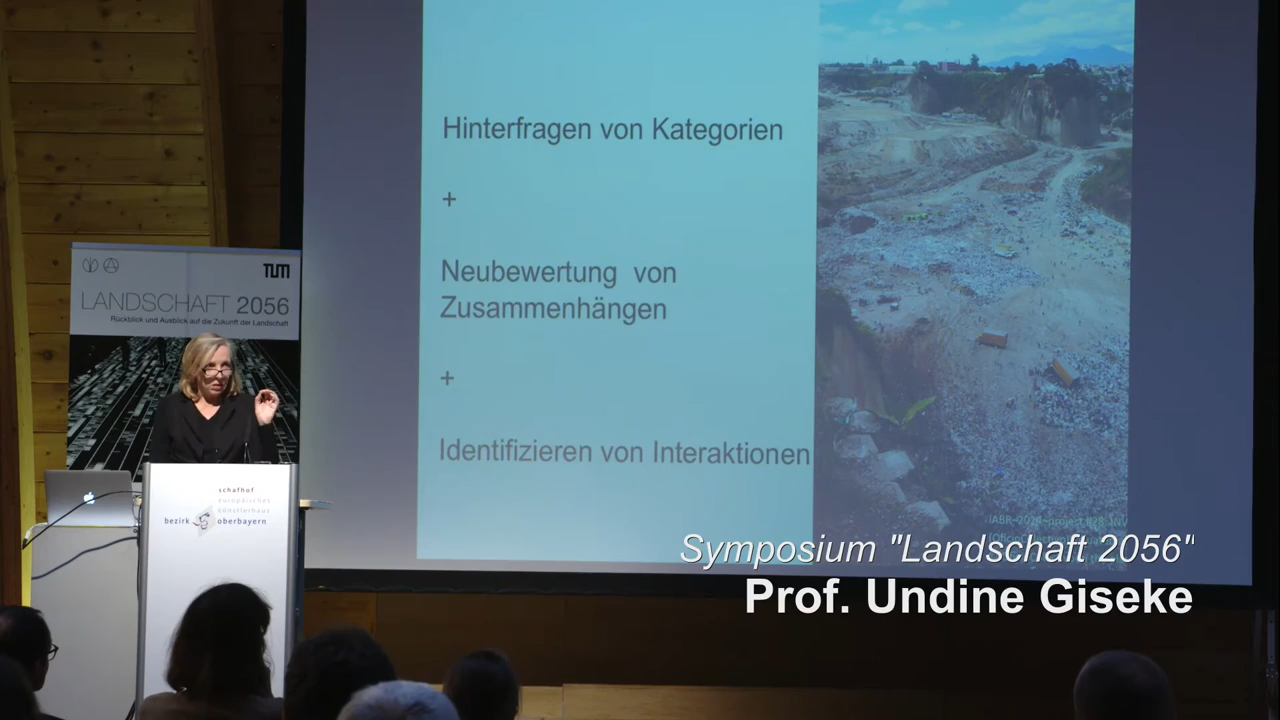 Hinterfragen von Kategorien
+
Neubewertung von
Zusammenhängen
+
Identifizieren von Interaktionen
TUM
LANDSCHAFT 2056
Rückblick und Ausblick auf die Zukunft der Landschaft
schafhof
europäisches
künstlerhaus
bezirk oberbayern
Symposium "Landschaft 2056"
Prof. Undine Giseke